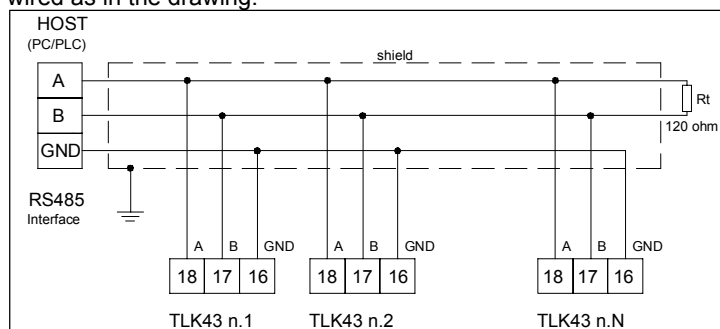 wired as in the drawing.
HOST
(PC/PLC)
shield
A
B
GND
Rt
120 ohm
RS485
Interface
A B GND A B GND A B GND
18 17 16 18 17 16 18 17 16
TLK43 n.1 TLK43 n.2 TLK43 n.N